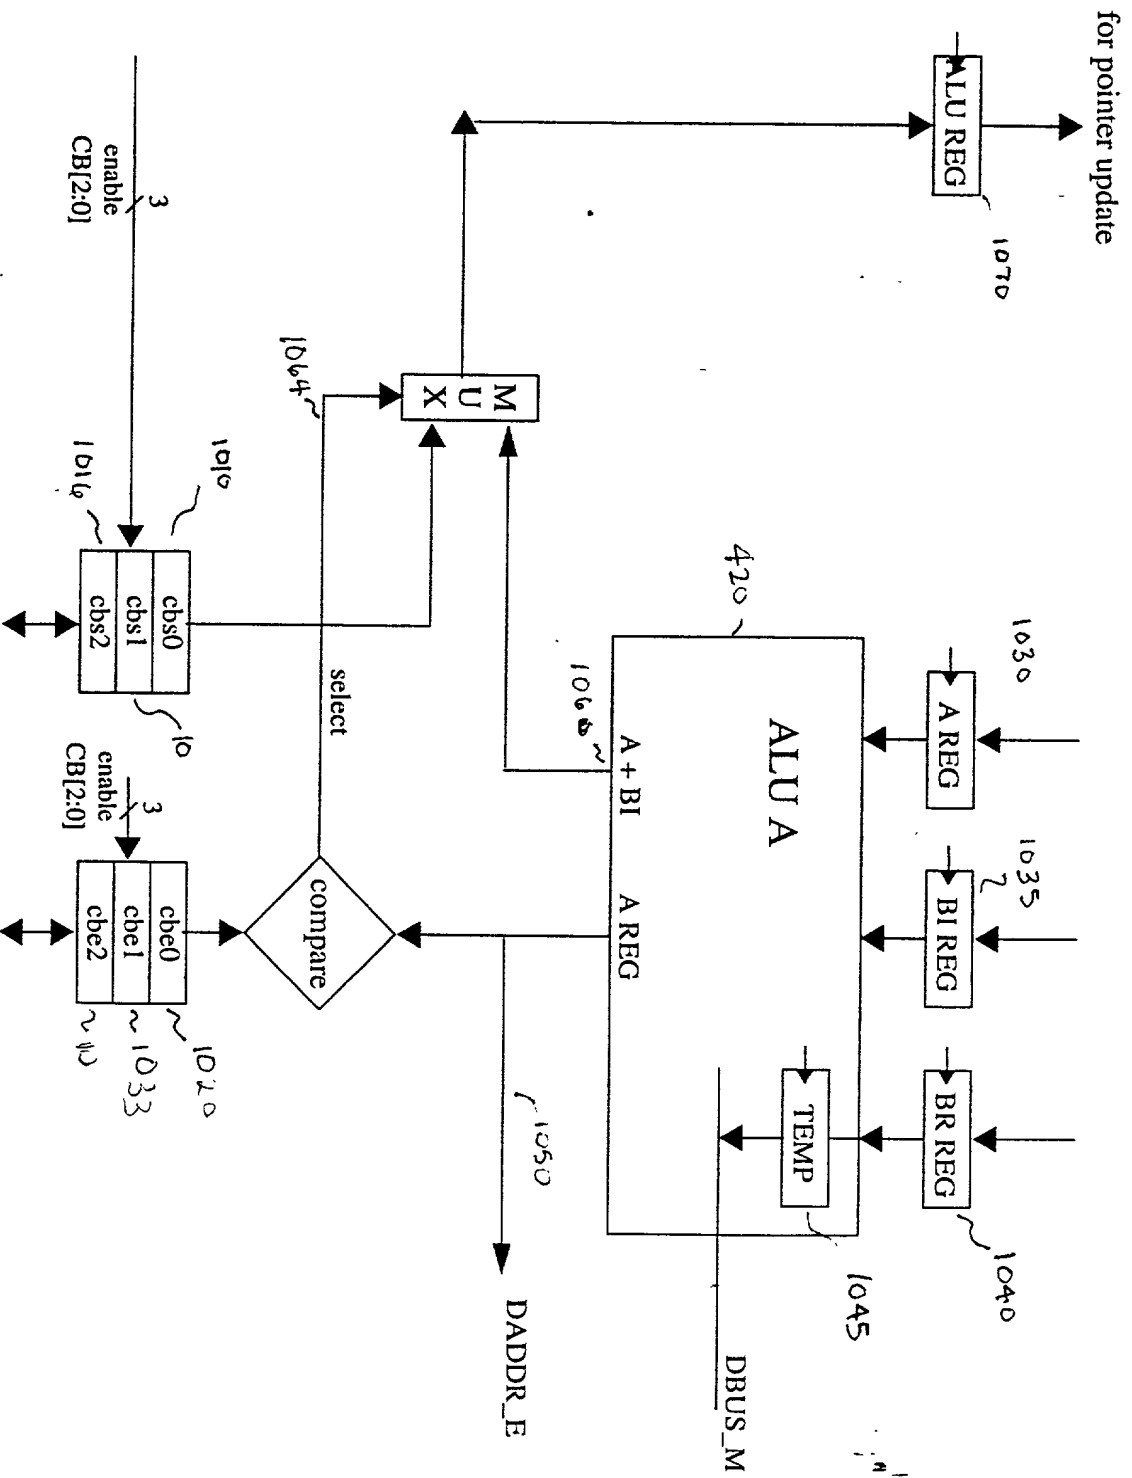 for pointer update
ALU REG
1070
1030
A REG
1035
BI REG
BR REG
1040
ALU A
420
TEMP
1045
A + BI
A REG
DBUS_M
1050
DADDR_E
M
U
X
1064
select
compare
enable
CB[2:0]
3
1010
1016
cbs0
cbs1
cbs2
10
enable
CB[2:0]
3
cbe0
cbe1
cbe2
1020
1033